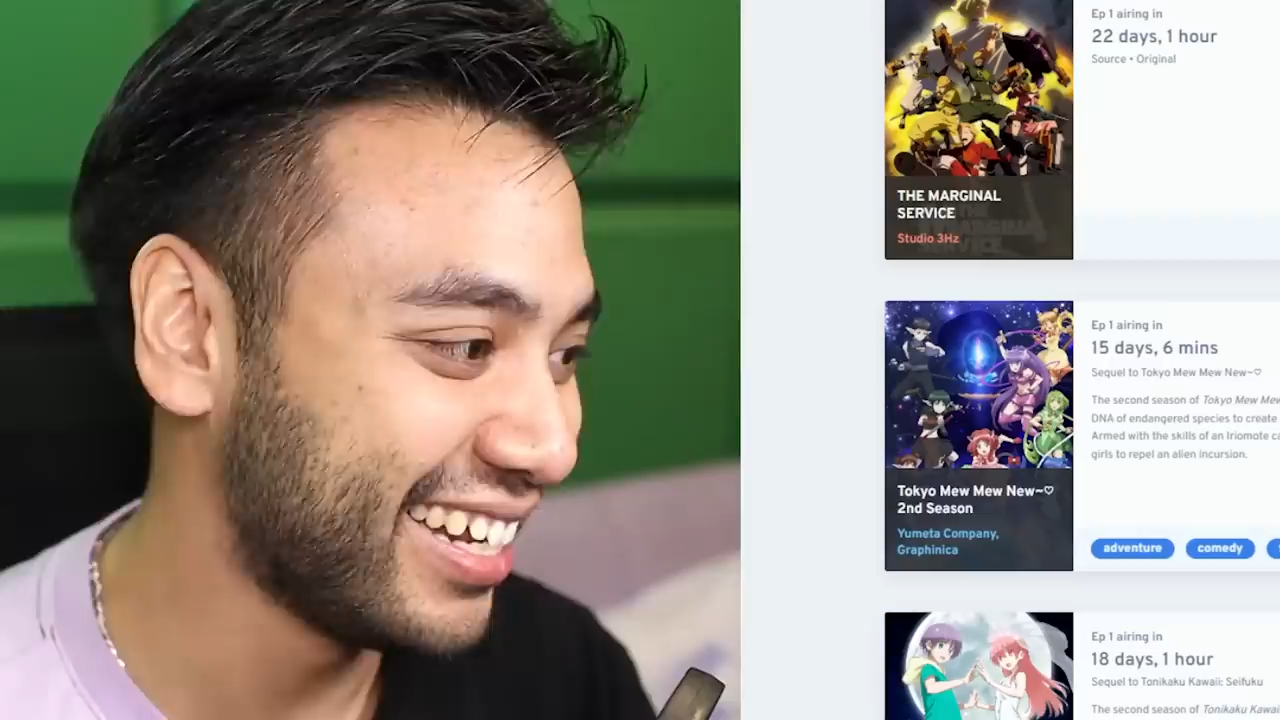 Ep 1 airing in
22 days, 1 hour
Source • Original
THE MARGINAL
SERVICE
Studio 3Hz
Ep 1 airing in
15 days, 6 mins
Sequel to Tokyo Mew Mew New~♡
The second season of Tokyo Mew Mew
DNA of endangered species to create
Armed with the skills of an Iriomote ca
girls to repel an alien incursion.
Tokyo Mew Mew New~♡
2nd Season
Yumeta Company,
Graphinica
adventure
comedy
Ep 1 airing in
18 days, 1 hour
Sequel to Tonikaku Kawaii: Seifuku
The second season of Tonikaku Kawai